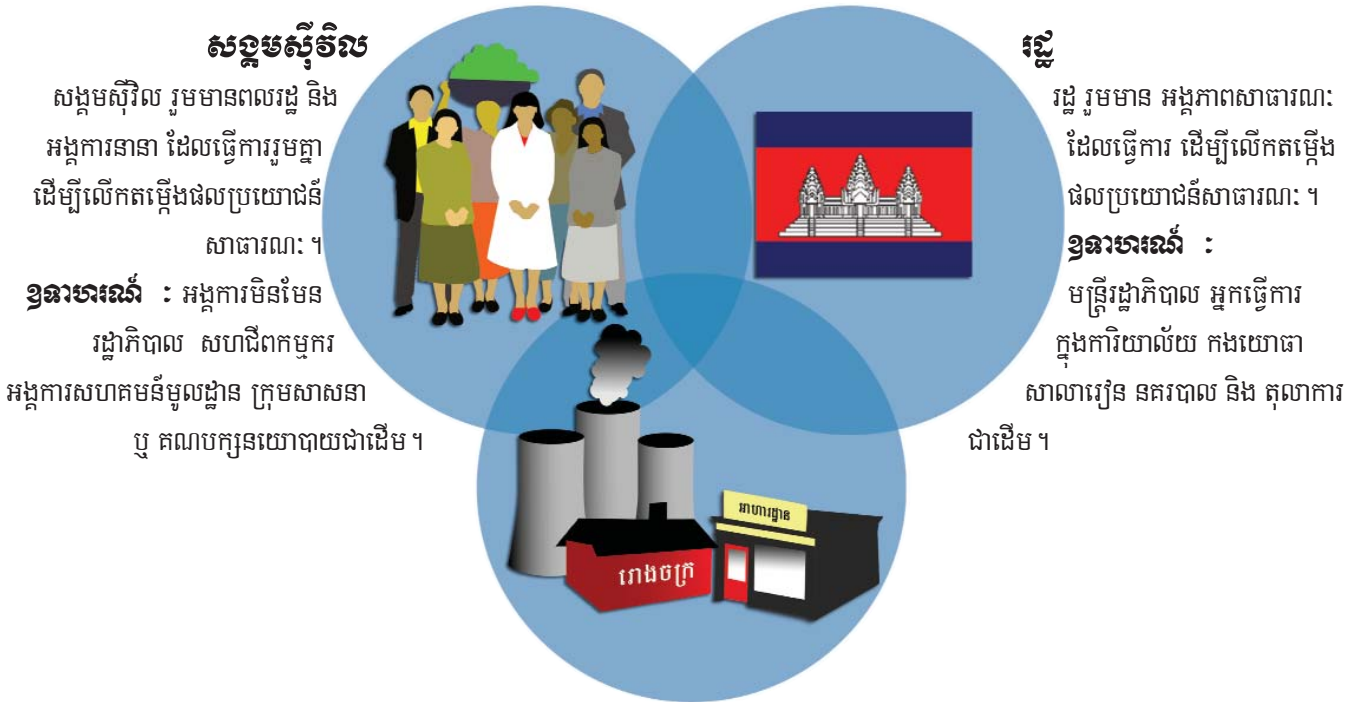 សង្គមស៊ីវិល
សង្គមស៊ីវិល រួមមានពលរដ្ឋ និង
អង្គការនានា ដែលធ្វើការរួមគ្នា
ដើម្បីលើកតម្កើងផលប្រយោជន៍
សាធារណៈ ។
ឧទាហរណ៍ ៖ អង្គការមិនមែន
រដ្ឋាភិបាល សហជីពកម្មករ
អង្គការសហគមន៍មូលដ្ឋាន ក្រុមសាសនា
ឬ គណបក្សនយោបាយជាដើម ។
រដ្ឋ
រដ្ឋ រួមមាន អង្គភាពសាធារណៈ
ដែលធ្វើការ ដើម្បីលើកតម្កើង
ផលប្រយោជន៍សាធារណៈ ។
ឧទាហរណ៍ ៖
មន្ត្រីរដ្ឋាភិបាល អ្នកធ្វើការ
ក្នុងការិយាល័យ កងយោធា
សាលារៀន នគរបាល និង តុលាការ
ជាដើម ។
អាហារដ្ឋាន
រោងចក្រ